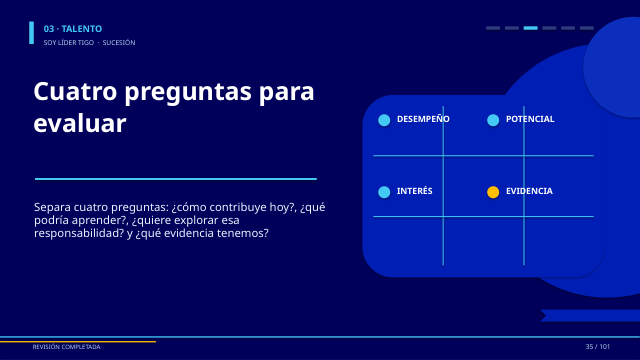 03 · TALENTO
SOY LÍDER TIGO · SUCESIÓN
Cuatro preguntas para
evaluar
Separa cuatro preguntas: ¿cómo contribuye hoy?, ¿qué
podría aprender?, ¿quiere explorar esa
responsabilidad? y ¿qué evidencia tenemos?
DESEMPEÑO
POTENCIAL
INTERÉS
EVIDENCIA
REVISIÓN COMPLETADA
35 / 101